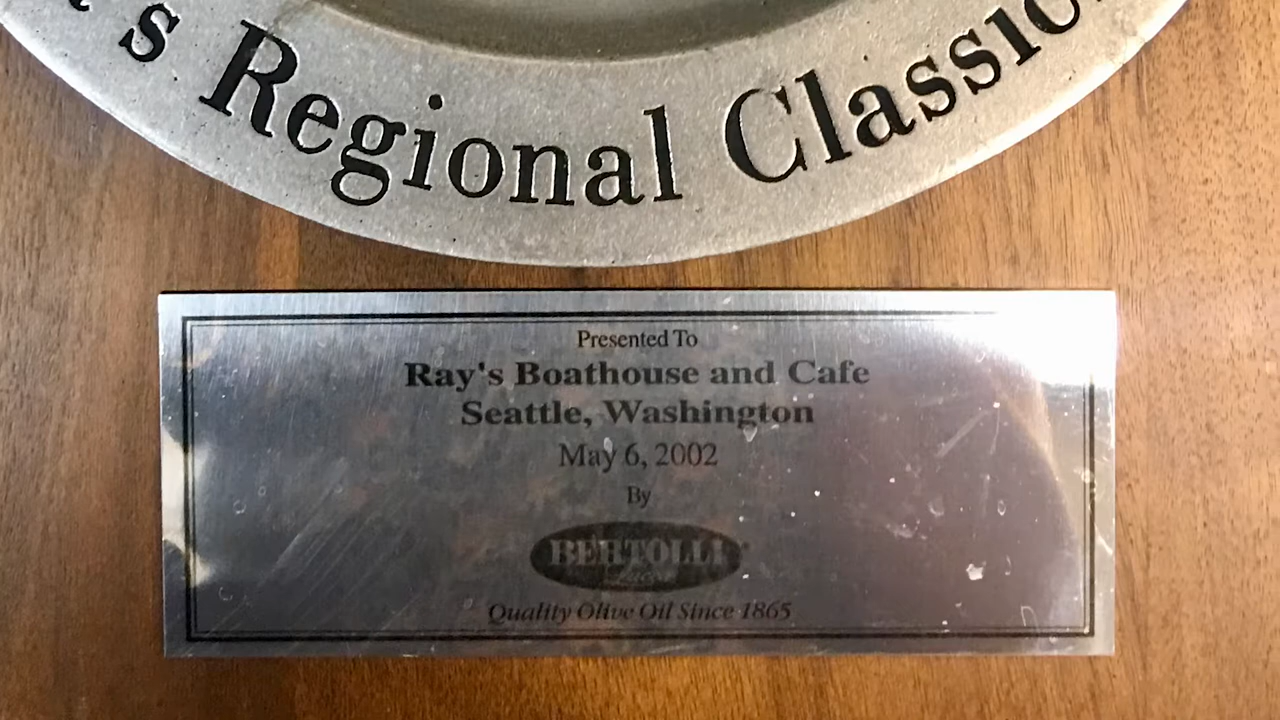 's Regional Classic
Presented To
Ray's Boathouse and Cafe
Seattle, Washington
May 6, 2002
By
BERTOLLI
Lucca
Quality Olive Oil Since 1865